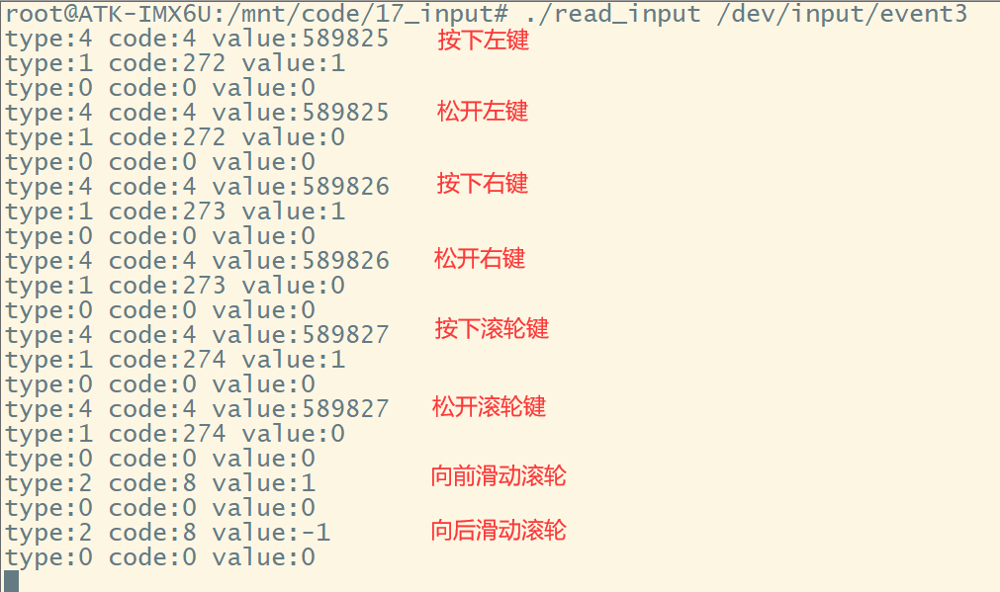 root@ATK-IMX6U:/mnt/code/17_input# ./read_input /dev/input/event3
type:4 code:4 value:589825 按下左键
type:1 code:272 value:1
type:0 code:0 value:0
type:4 code:4 value:589825 松开左键
type:1 code:272 value:0
type:0 code:0 value:0
type:4 code:4 value:589826 按下右键
type:1 code:273 value:1
type:0 code:0 value:0
type:4 code:4 value:589826 松开右键
type:1 code:273 value:0
type:0 code:0 value:0
type:4 code:4 value:589827 按下滚轮键
type:1 code:274 value:1
type:0 code:0 value:0
type:4 code:4 value:589827 松开滚轮键
type:1 code:274 value:0
type:0 code:0 value:0
type:2 code:8 value:1 向前滑动滚轮
type:0 code:0 value:0
type:2 code:8 value:-1 向后滑动滚轮
type:0 code:0 value:0